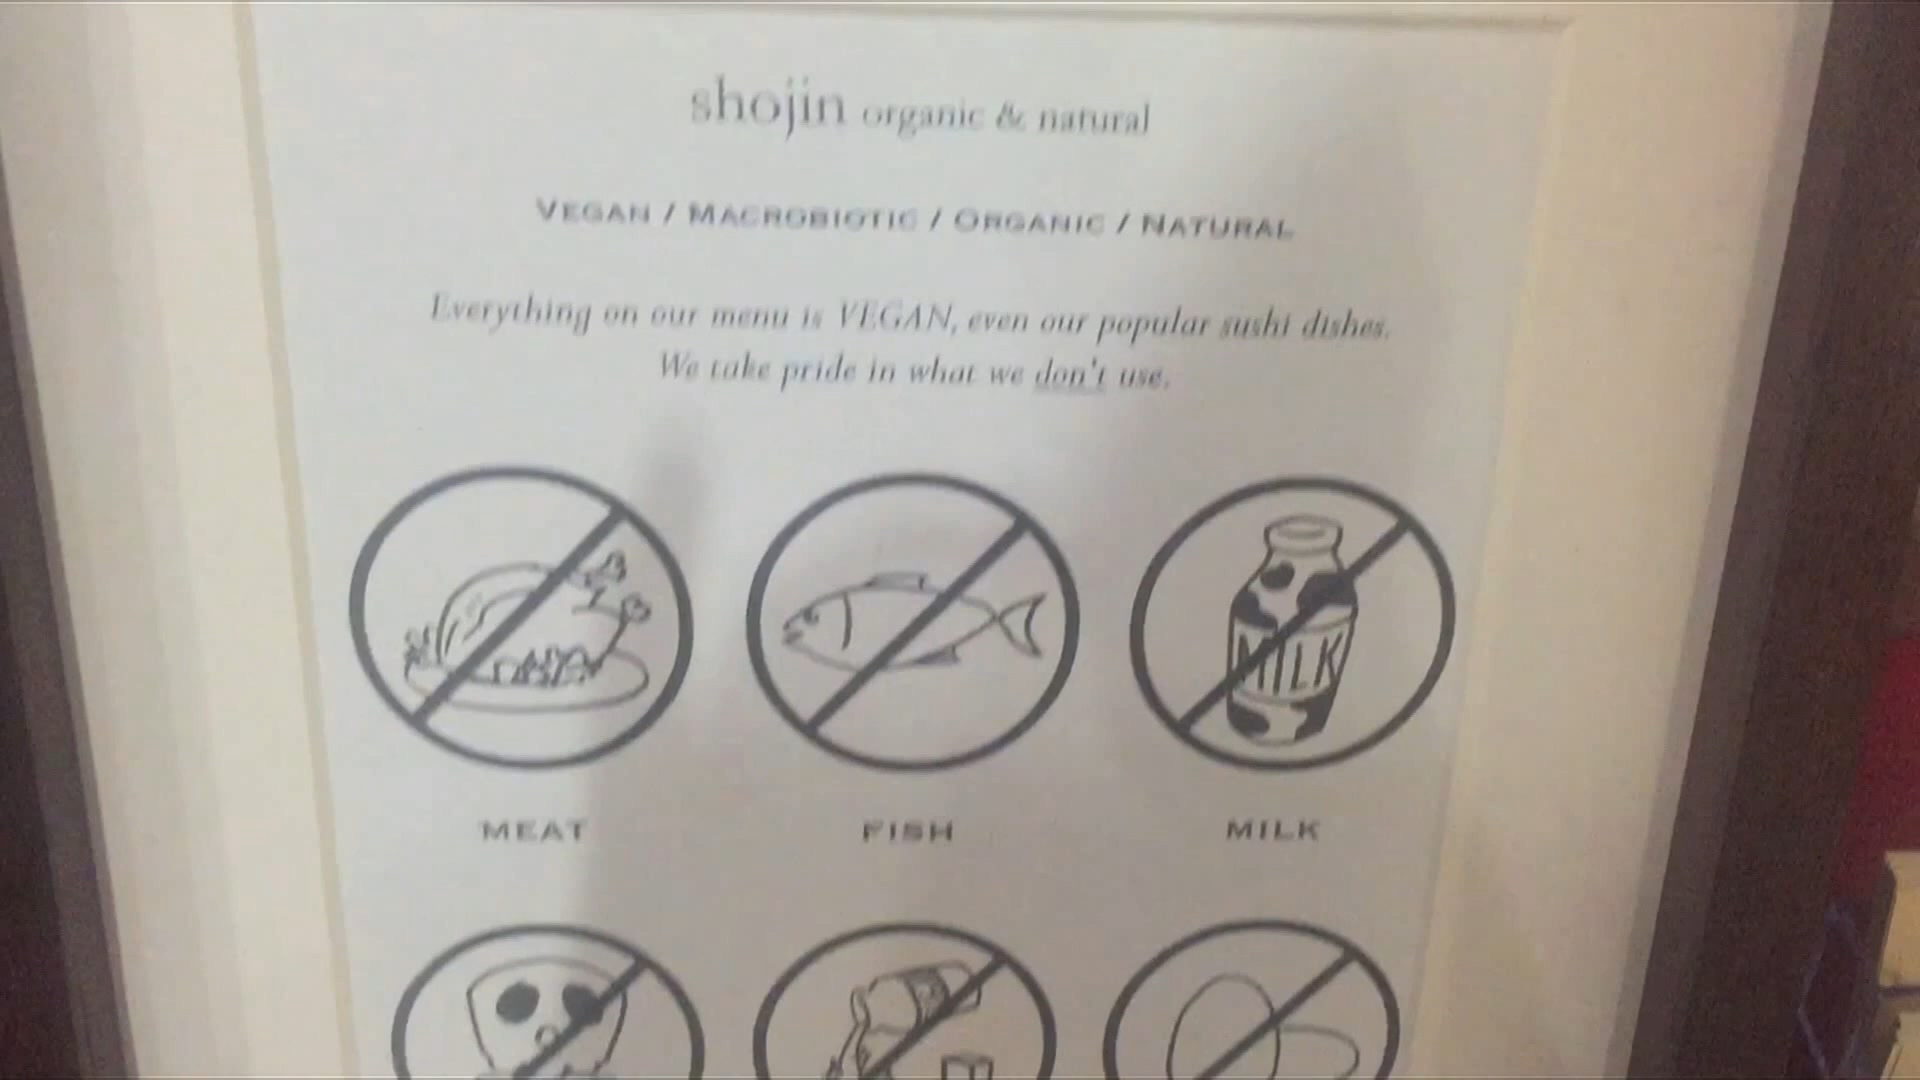 shojin organic & natural
VEGAN / MACROBIOTIC / ORGANIC / NATURAL
Everything on our menu is VEGAN, even our popular sushi dishes.
We take pride in what we don't use.
MILK
MEAT FISH MILK